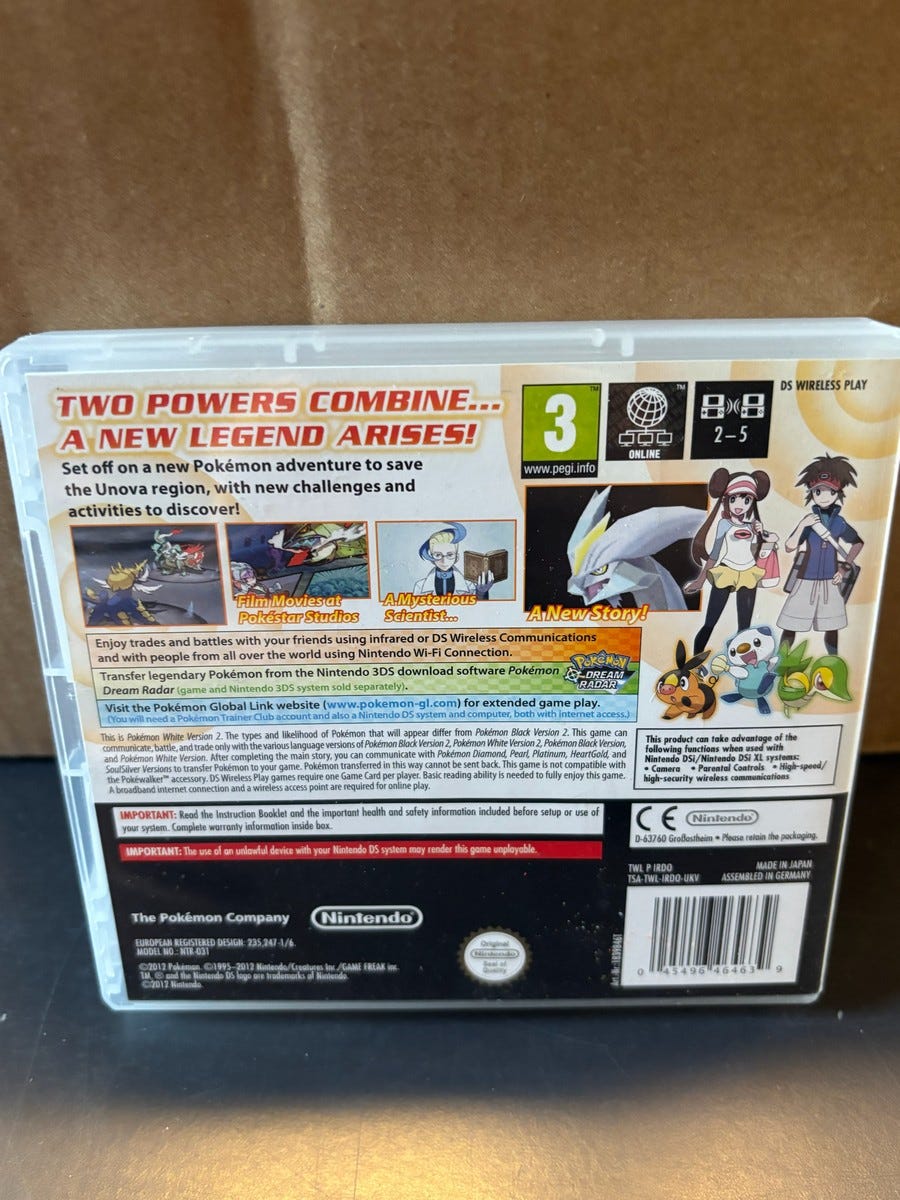 TWO POWERS COMBINE...
A NEW LEGEND ARISES!
Set off on a new Pokémon adventure to save
the Unova region, with new challenges and
activities to discover!
3
TM
www.pegi.info
TM
ONLINE
2–5
DS WIRELESS PLAY
Film Movies at
Pokéstar Studios
A Mysterious
Scientist...
A New Story!
Enjoy trades and battles with your friends using infrared or DS Wireless Communications
and with people from all over the world using Nintendo Wi-Fi Connection.
Transfer legendary Pokémon from the Nintendo 3DS download software Pokémon
Dream Radar (game and Nintendo 3DS system sold separately).
POKéMON
DREAM
RADAR
Visit the Pokémon Global Link website (www.pokemon-gl.com) for extended game play.
(You will need a Pokémon Trainer Club account and also a Nintendo DS system and computer, both with internet access.)
This is Pokémon White Version 2. The types and likelihood of Pokémon that will appear differ from Pokémon Black Version 2. This game can
communicate, battle, and trade only with the various language versions of Pokémon Black Version 2, Pokémon White Version 2, Pokémon Black Version,
and Pokémon White Version. After completing the main story, you can communicate with Pokémon Diamond, Pearl, Platinum, HeartGold, and
SoulSilver Versions to transfer Pokémon to your game. Pokémon transferred in this way cannot be sent back. This game is not compatible with
the Pokéwalker™ accessory. DS Wireless Play games require one Game Card per player. Basic reading ability is needed to fully enjoy this game.
A broadband internet connection and a wireless access point are required for online play.
This product can take advantage of the
following functions when used with
Nintendo DSi/Nintendo DSi XL systems:
• Camera • Parental Controls • High-speed/
high-security wireless communications
IMPORTANT: Read the Instruction Booklet and the important health and safety information included before setup or use of
your system. Complete warranty information inside box.
IMPORTANT: The use of an unlawful device with your Nintendo DS system may render this game unplayable.
CE Nintendo®
D-63760 Großostheim • Please retain the packaging.
TWL P IRDO
TSA-TWL-IRDO-UKV
MADE IN JAPAN
ASSEMBLED IN GERMANY
The Pokémon Company
Nintendo®
EUROPEAN REGISTERED DESIGN: 235,247-1/6.
MODEL NO.: NTR-031
©2012 Pokémon. ©1995–2012 Nintendo/Creatures Inc./GAME FREAK inc.
TM, ® and the Nintendo DS logo are trademarks of Nintendo.
©2012 Nintendo.
Original
Nintendo
Seal of
Quality
0 45496 46463 9